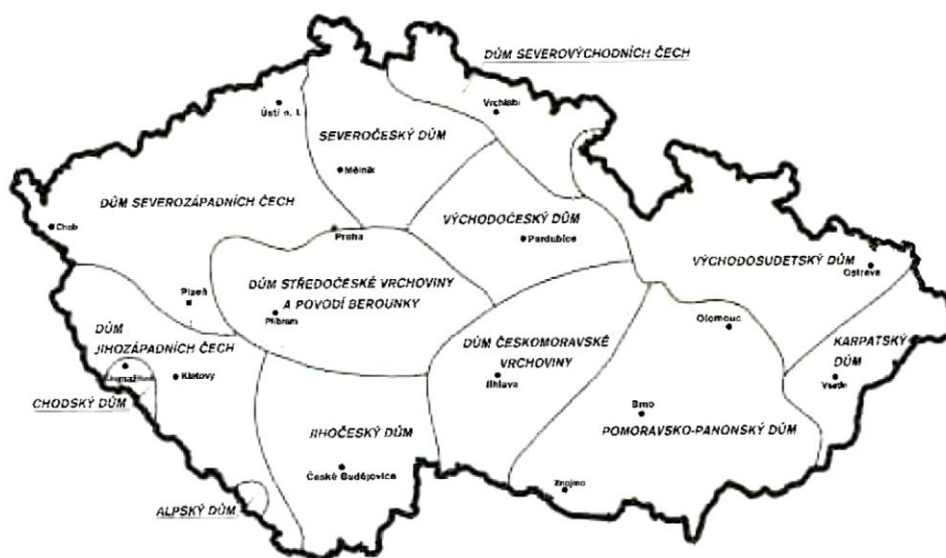 DŮM SEVEROVÝCHODNÍCH ČECH
Vrchlabí
Ústí n. l.
SEVEROČESKÝ DŮM
Mělník
DŮM SEVEROZÁPADNÍCH ČECH
VÝCHODOČESKÝ DŮM
Cheb
Praha
Pardubice
VÝCHODOSUDETSKÝ DŮM
Ostrava
DŮM STŘEDOČESKÉ VRCHOVINY
A POVODÍ BEROUNKY
Plzeň
Příbram
Olomouc
DŮM
JIHOZÁPADNÍCH ČECH
DŮM ČESKOMORAVSKÉ
VRCHOVINY
KARPATSKÝ
DŮM
Klatovy
Jihlava
Vsetín
CHODSKÝ DŮM
Brno
JIHOČESKÝ DŮM
POMORAVSKO-PANONSKÝ DŮM
České Budějovice
Znojmo
ALPSKÝ DŮM